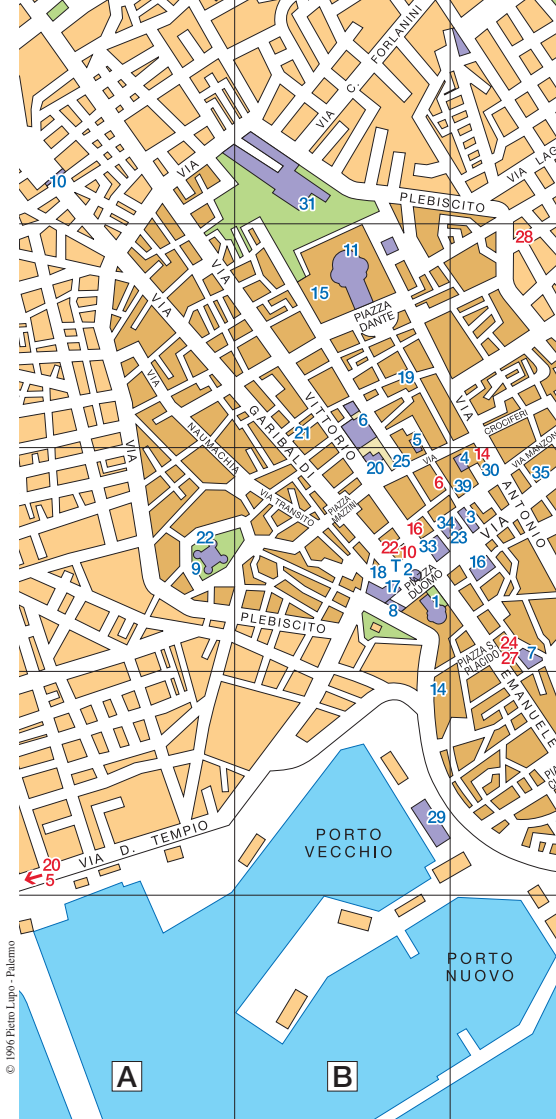 VIA C. FORLANINI
VIA
10
31
PLEBISCITO
VIA LAG
28
11
15
PIAZZA
DANTE
VIA
VIA
19
VIA
VITTORIO
GARIBALDI
6
21
5
CROCIFERI
VIA MANZON
NAUMACHIA
VIA
VIA
20
25
VIA
4
14
30
35
6
39
ANTONIO
VIA TRANSITO
PIAZZA
MAZZINI
16
34
3
VIA
23
22
10
33
22
9
T
2
18
17
16
PIAZZA
DUOMO
8
1
PLEBISCITO
PIAZZA S.
PLACIDO
24
27
7
14
EMANUELE
29
PORTO
VECCHIO
VIA D. TEMPIO
20
5
PORTO
NUOVO
© 1996 Pietro Lupo - Palermo
A
B